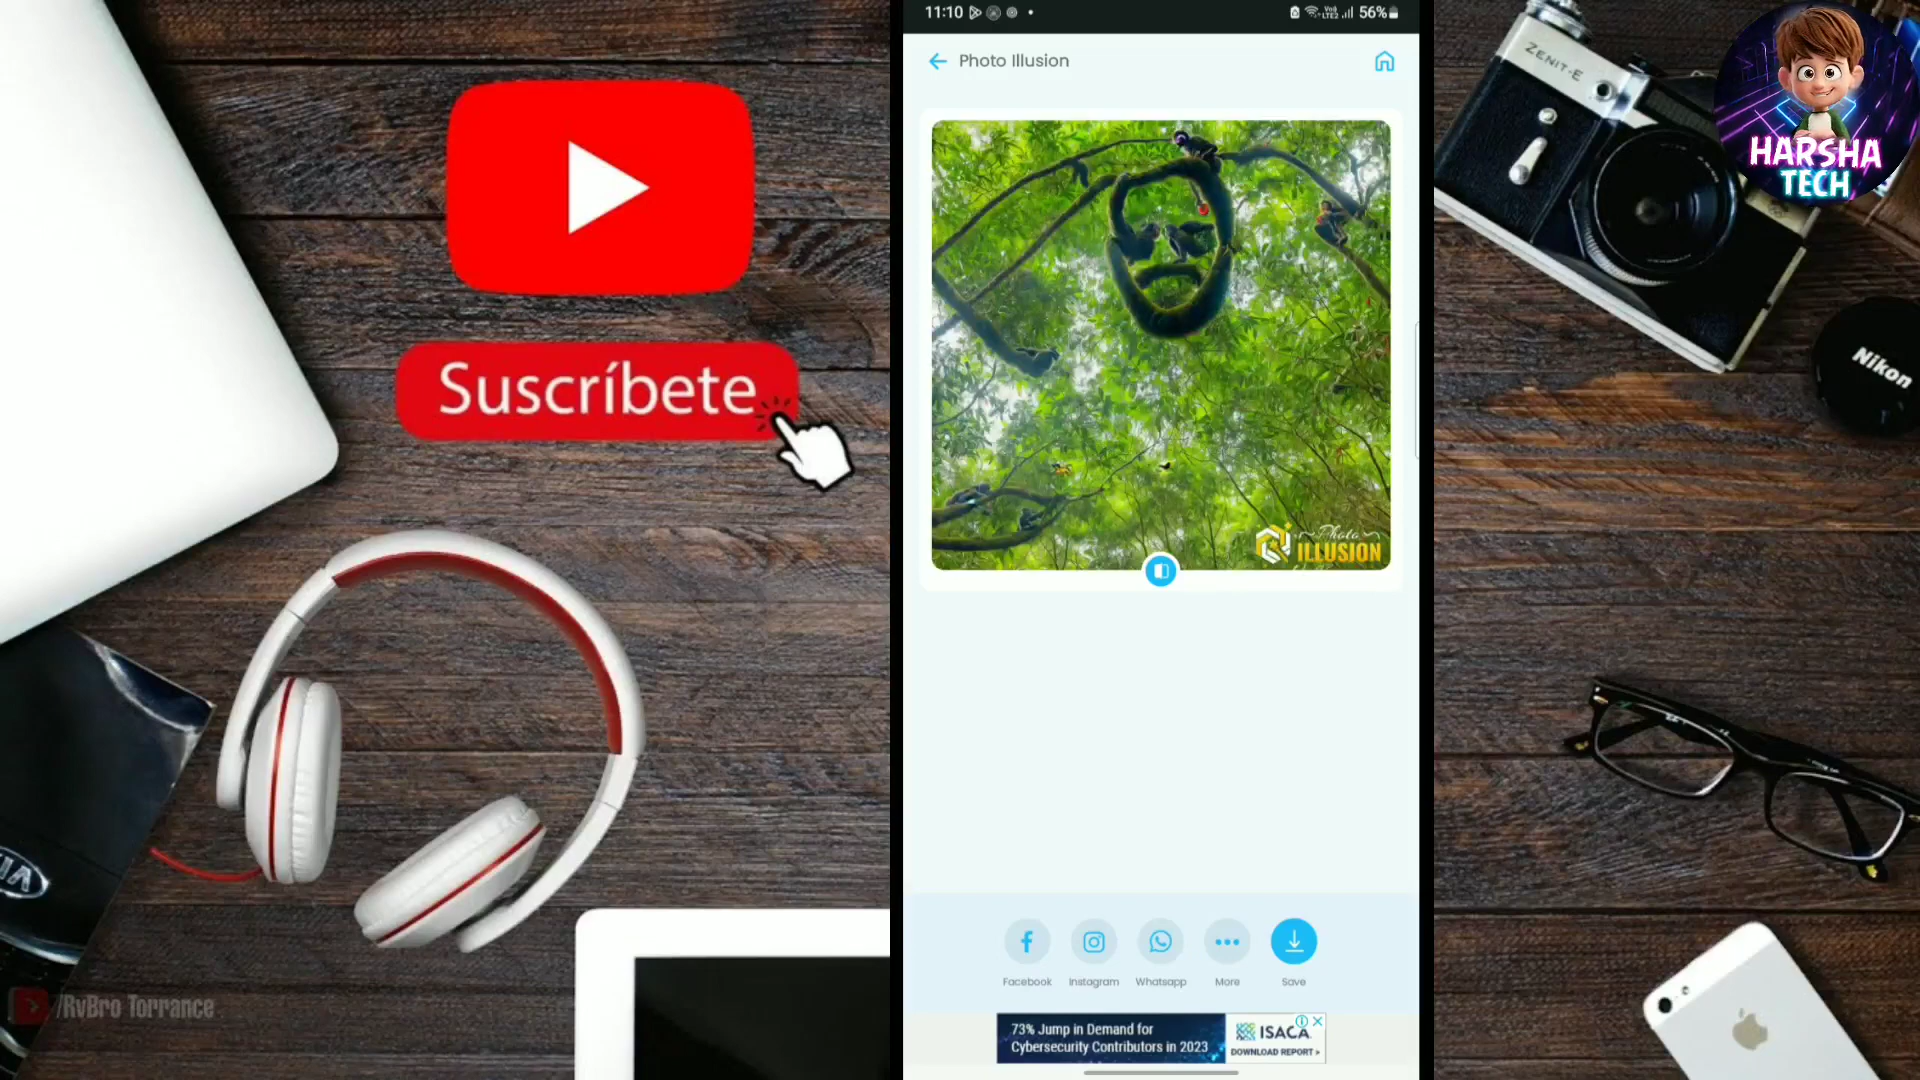 11:10
56%
Photo Illusion
HARSHA
TECH
ZENIT-E
Nikon
Suscríbete
Photo
ILLUSION
/RvBro Torrance
Facebook
Instagram
Whatsapp
More
Save
73% Jump in Demand for
Cybersecurity Contributors in 2023
ISACA
DOWNLOAD REPORT >